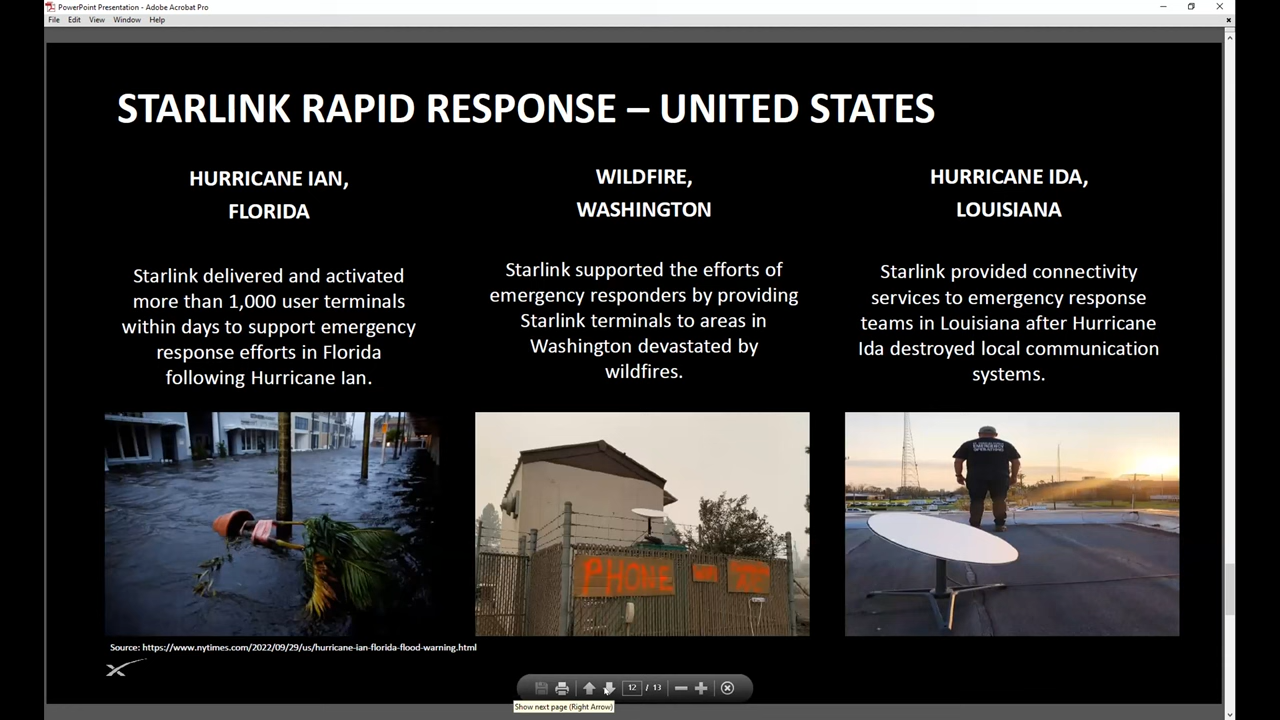 PowerPoint Presentation - Adobe Acrobat Pro
File Edit View Window Help
STARLINK RAPID RESPONSE – UNITED STATES
HURRICANE IAN,
FLORIDA
Starlink delivered and activated
more than 1,000 user terminals
within days to support emergency
response efforts in Florida
following Hurricane Ian.
WILDFIRE,
WASHINGTON
Starlink supported the efforts of
emergency responders by providing
Starlink terminals to areas in
Washington devastated by
wildfires.
HURRICANE IDA,
LOUISIANA
Starlink provided connectivity
services to emergency response
teams in Louisiana after Hurricane
Ida destroyed local communication
systems.
PHONE
EMERGENCY
OPERATIONS
Source: https://www.nytimes.com/2022/09/29/us/hurricane-ian-florida-flood-warning.html
12 / 13
Show next page (Right Arrow)